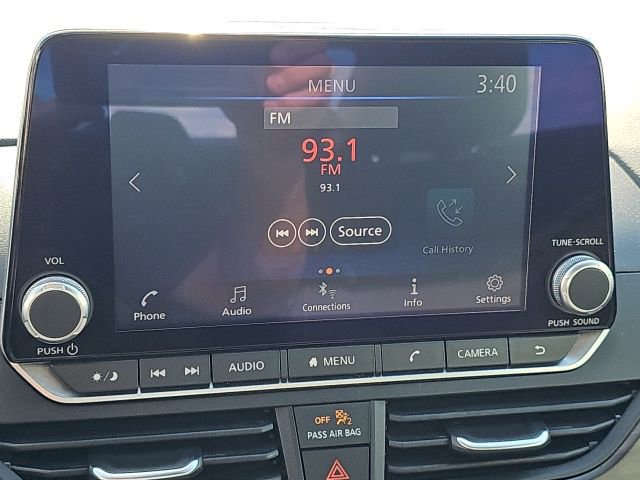 MENU 3:40
FM
93.1
FM
93.1
Source
Call History
Phone Audio Connections Info Settings
VOL
PUSH
TUNE·SCROLL
PUSH SOUND
AUDIO MENU CAMERA
OFF 2
PASS AIR BAG